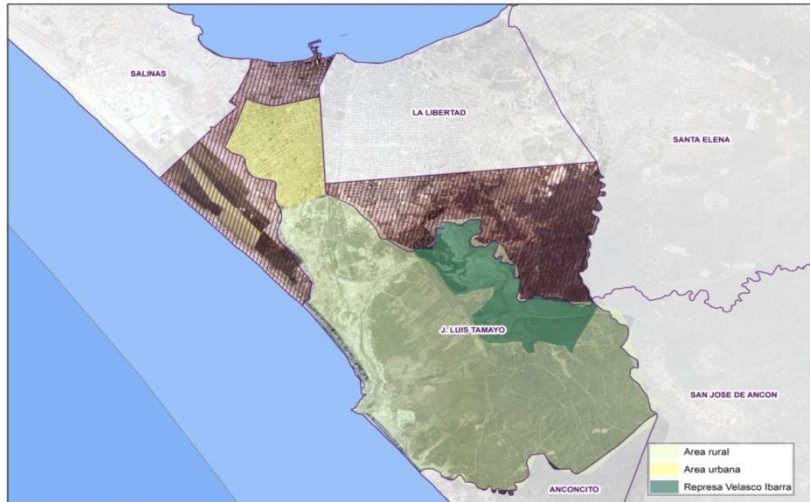 SALINAS
LA LIBERTAD
SANTA ELENA
J. LUIS TAMAYO
SAN JOSE DE ANCON
ANCONCITO
Area rural
Area urbana
Represa Velasco Ibarra